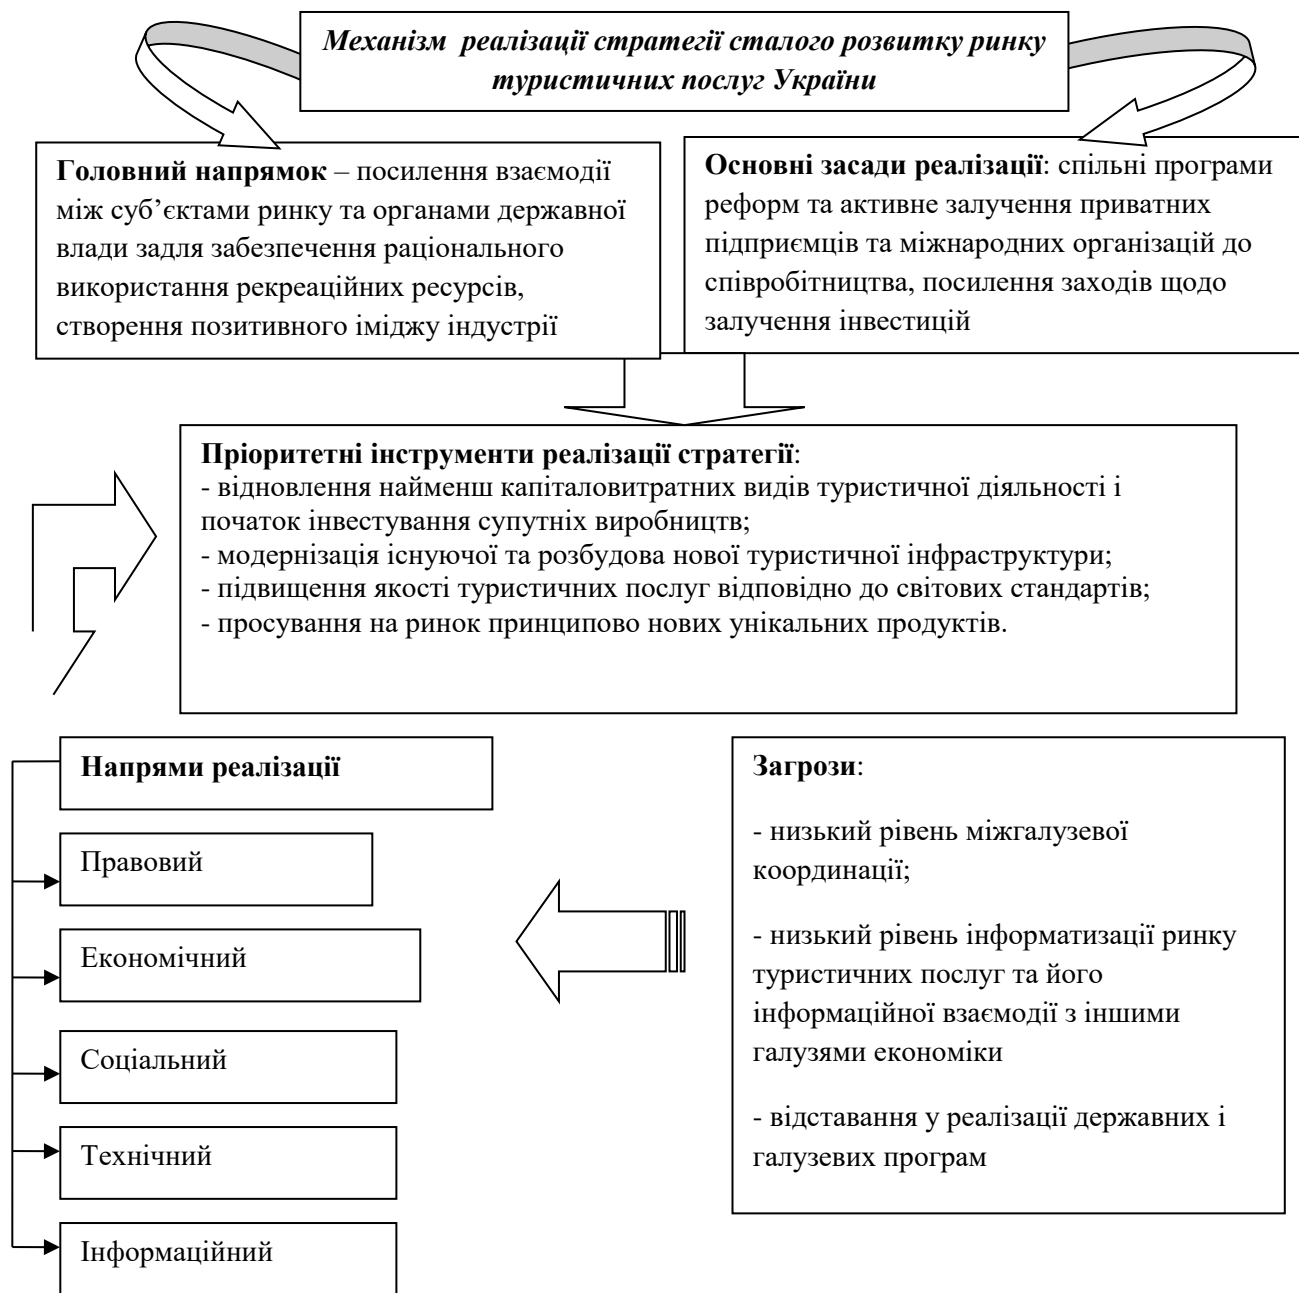 Механізм реалізації стратегії сталого розвитку ринку
туристичних послуг України
Головний напрямок – посилення взаємодії
між суб’єктами ринку та органами державної
влади задля забезпечення раціонального
використання рекреаційних ресурсів,
створення позитивного іміджу індустрії
Основні засади реалізації: спільні програми
реформ та активне залучення приватних
підприємців та міжнародних організацій до
співробітництва, посилення заходів щодо
залучення інвестицій
Пріоритетні інструменти реалізації стратегії:
- відновлення найменш капіталовитратних видів туристичної діяльності і
початок інвестування супутніх виробництв;
- модернізація існуючої та розбудова нової туристичної інфраструктури;
- підвищення якості туристичних послуг відповідно до світових стандартів;
- просування на ринок принципово нових унікальних продуктів.
Напрями реалізації
Правовий
Економічний
Соціальний
Технічний
Інформаційний
Загрози:
- низький рівень міжгалузевої
координації;
- низький рівень інформатизації ринку
туристичних послуг та його
інформаційної взаємодії з іншими
галузями економіки
- відставання у реалізації державних і
галузевих програм